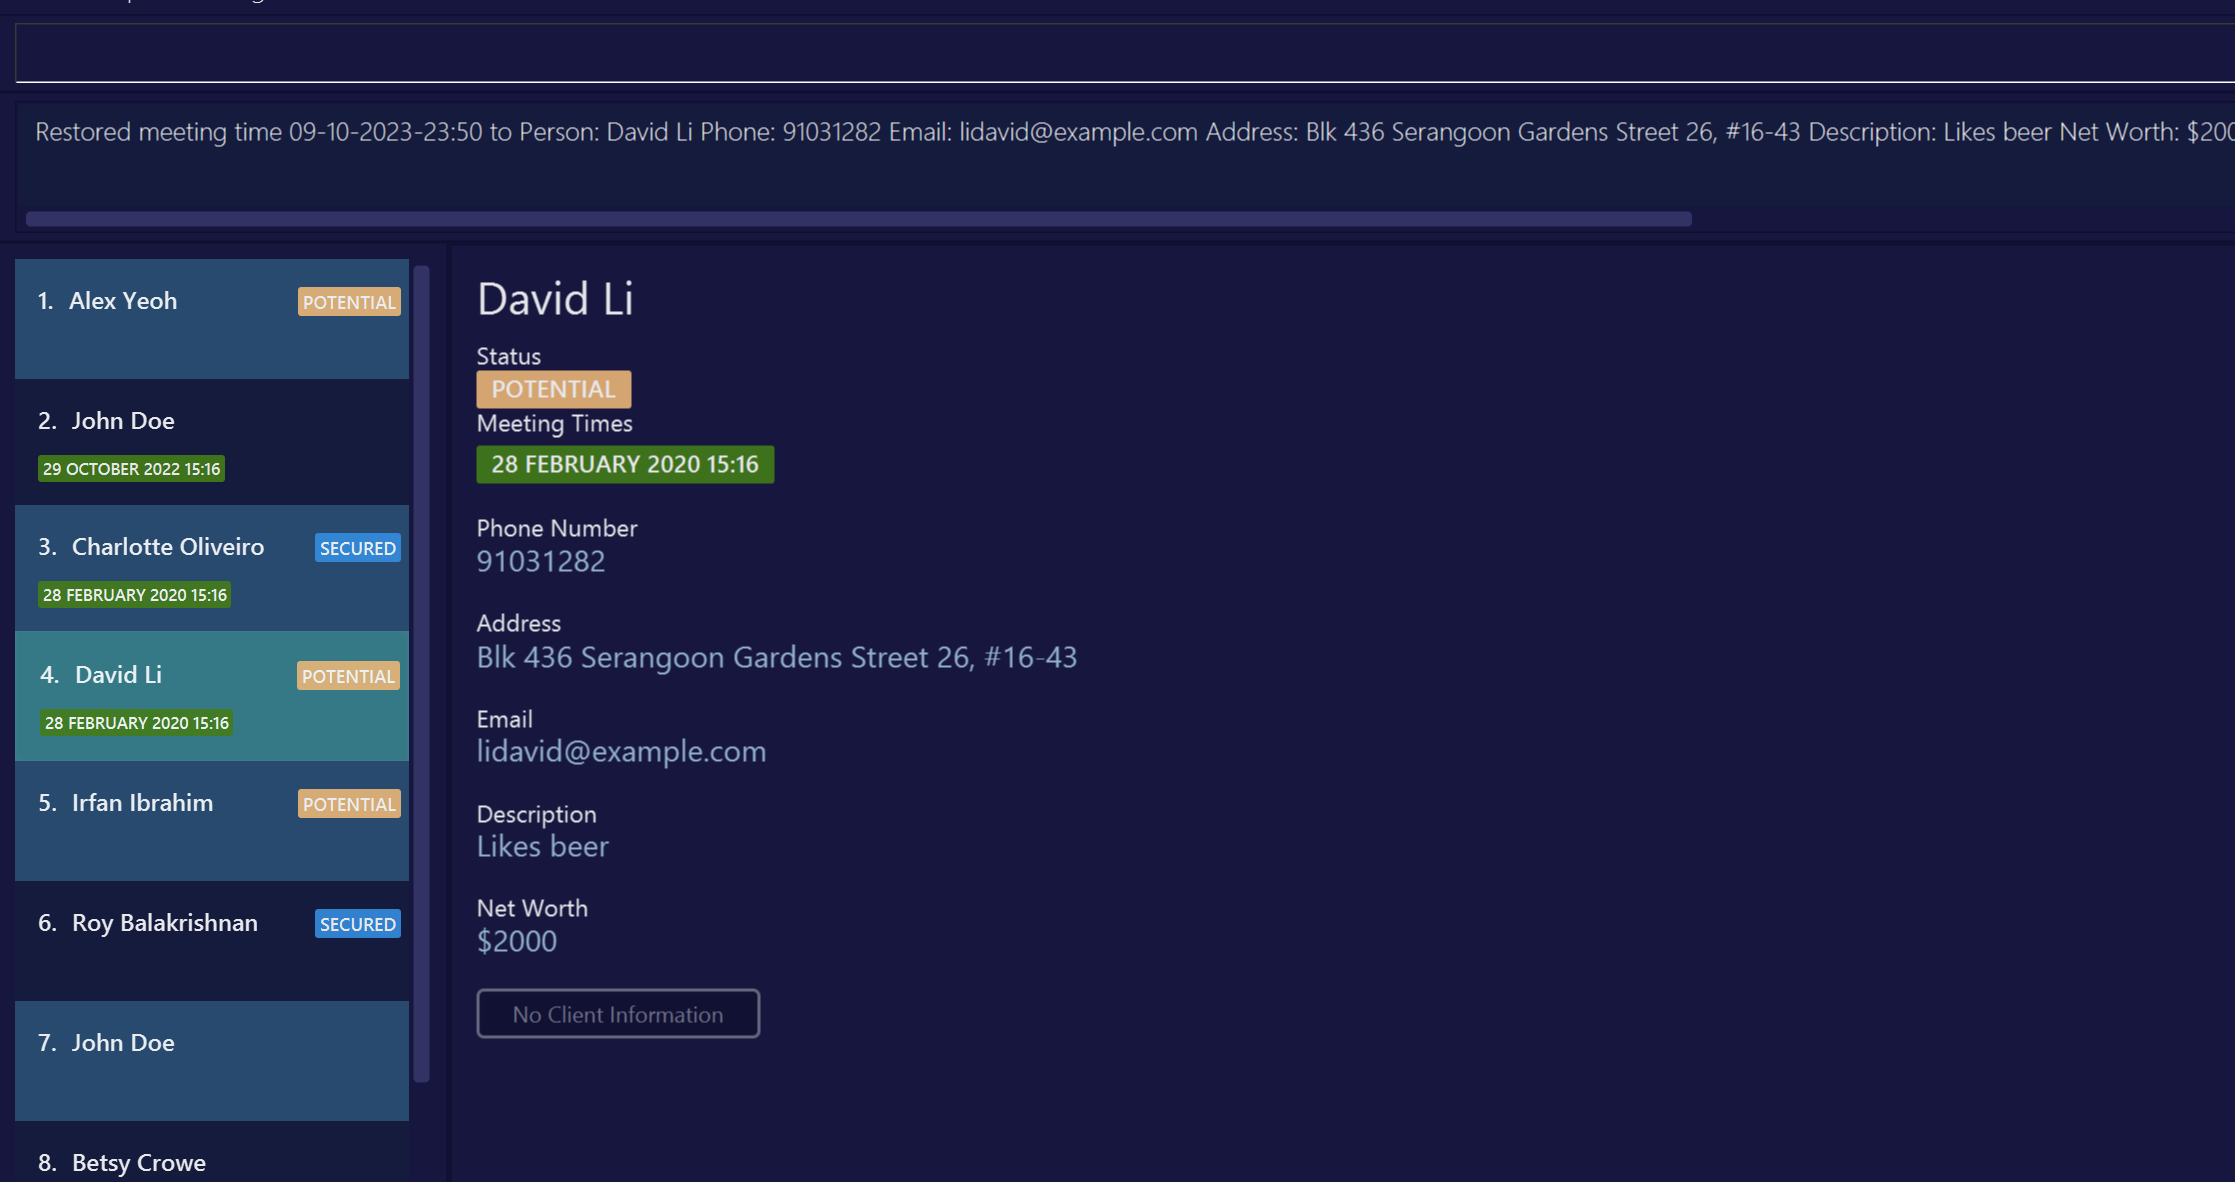 Restored meeting time 09-10-2023-23:50 to Person: David Li Phone: 91031282 Email: lidavid@example.com Address: Blk 436 Serangoon Gardens Street 26, #16-43 Description: Likes beer Net Worth: $200
1. Alex Yeoh POTENTIAL
2. John Doe
29 OCTOBER 2022 15:16
3. Charlotte Oliveiro SECURED
28 FEBRUARY 2020 15:16
4. David Li POTENTIAL
28 FEBRUARY 2020 15:16
5. Irfan Ibrahim POTENTIAL
6. Roy Balakrishnan SECURED
7. John Doe
8. Betsy Crowe
David Li
Status
POTENTIAL
Meeting Times
28 FEBRUARY 2020 15:16
Phone Number
91031282
Address
Blk 436 Serangoon Gardens Street 26, #16-43
Email
lidavid@example.com
Description
Likes beer
Net Worth
$2000
No Client Information